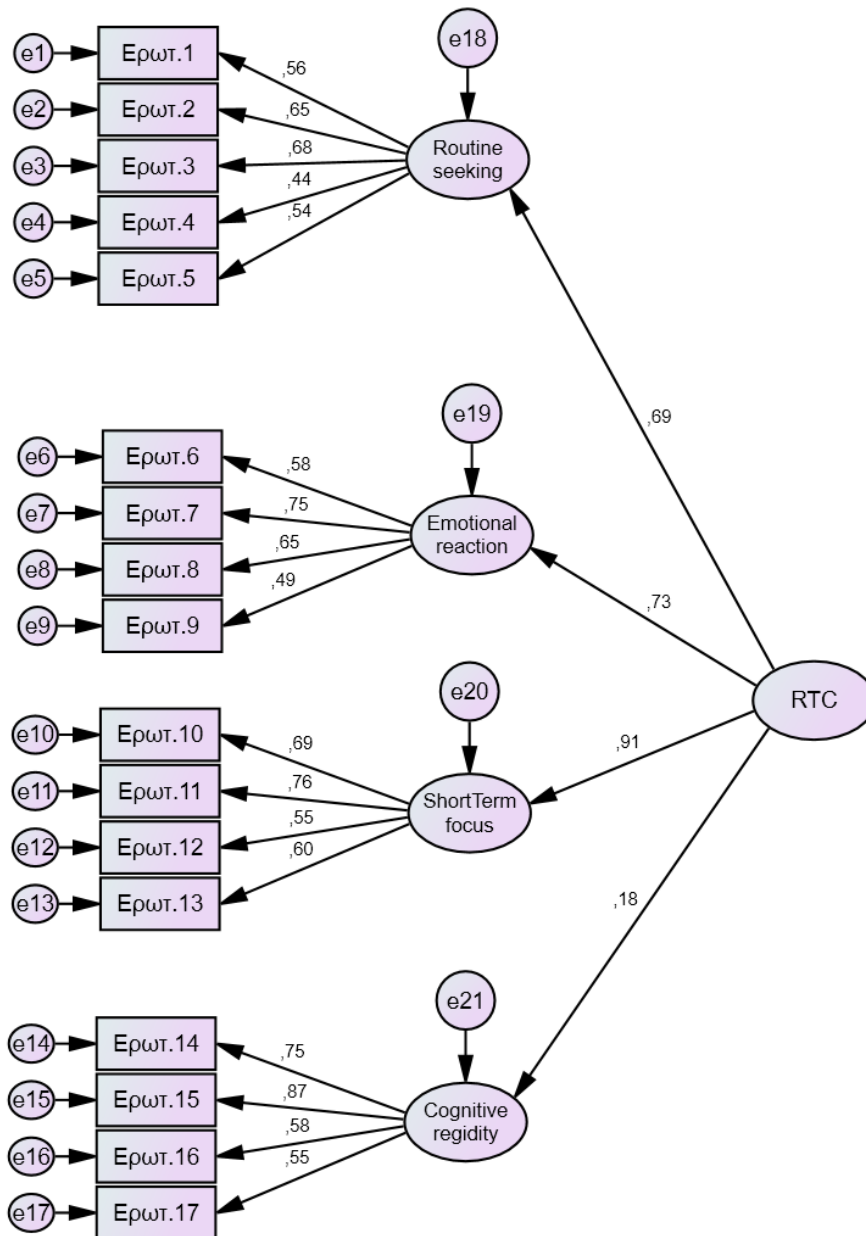 e1
Ερωτ.1
e18
,56
e2
Ερωτ.2
,65
Routine
seeking
e3
Ερωτ.3
,68
e4
Ερωτ.4
,44
e5
Ερωτ.5
,54
,69
e19
e6
Ερωτ.6
,58
e7
Ερωτ.7
,75
Emotional
reaction
e8
Ερωτ.8
,65
e9
Ερωτ.9
,49
,73
RTC
e20
e10
Ερωτ.10
,69
,91
e11
Ερωτ.11
,76
ShortTerm
focus
e12
Ερωτ.12
,55
e13
Ερωτ.13
,60
,18
e21
e14
Ερωτ.14
,75
e15
Ερωτ.15
,87
Cognitive
regidity
e16
Ερωτ.16
,58
e17
Ερωτ.17
,55